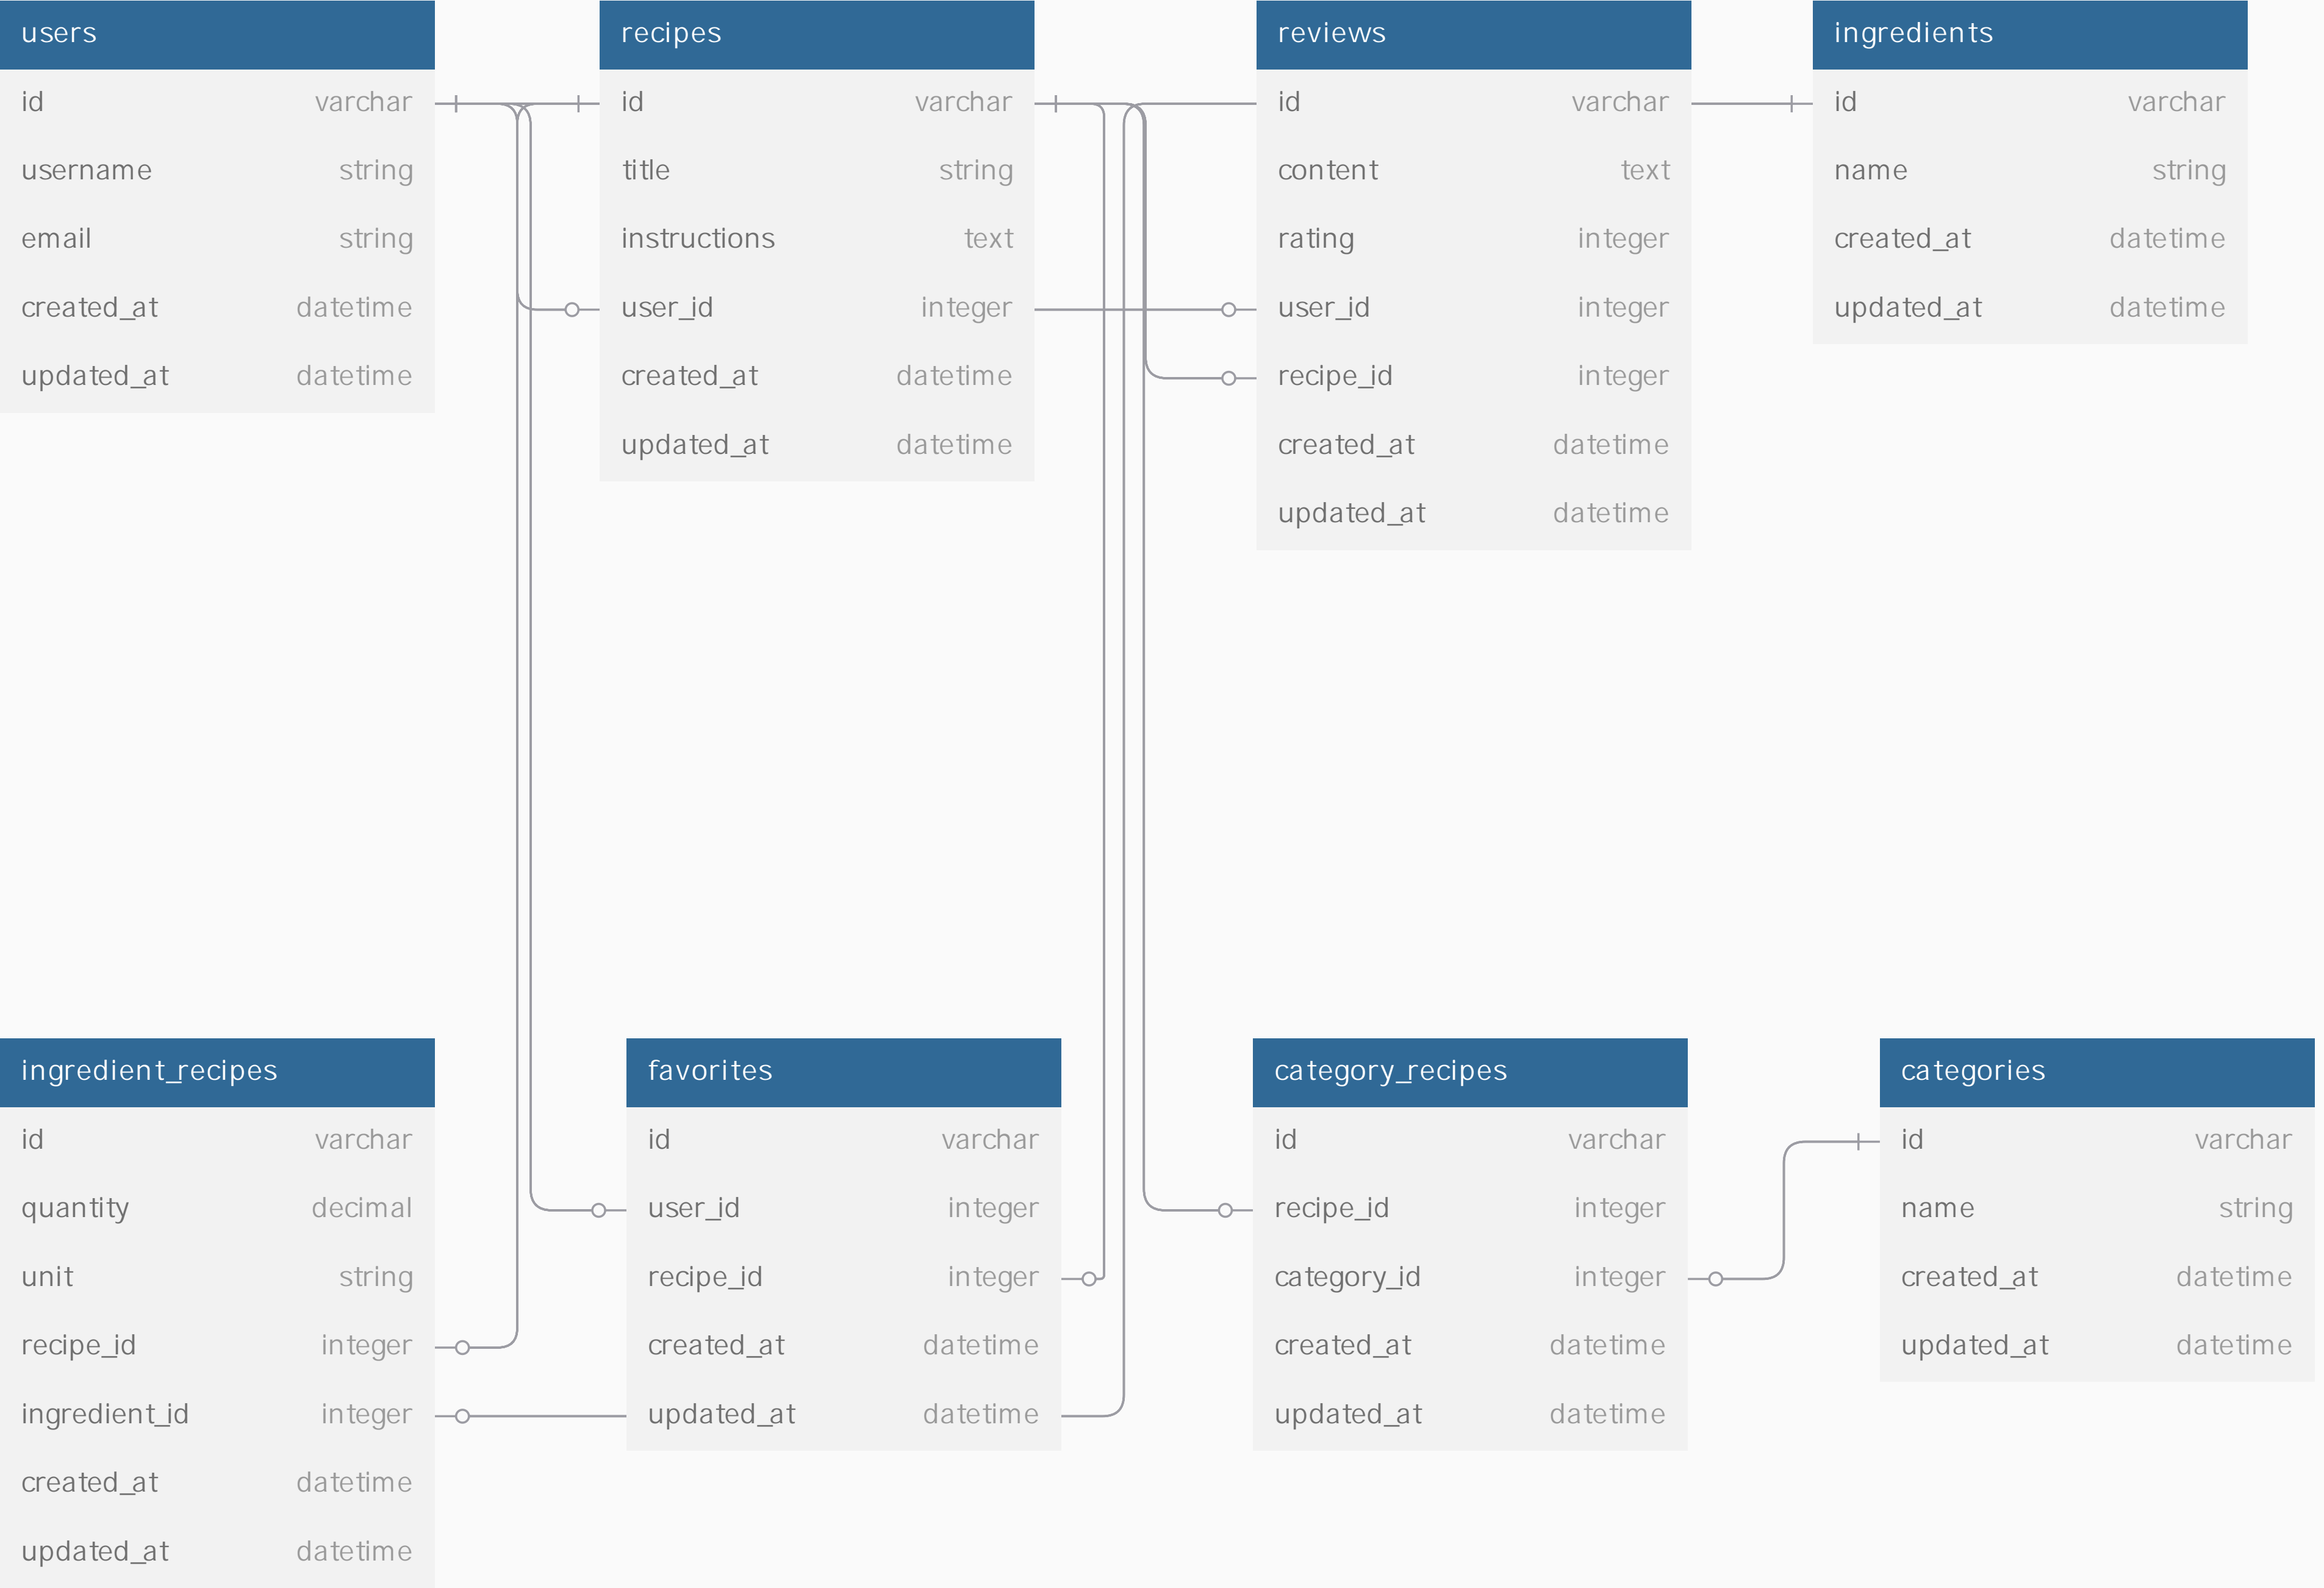 users
id varchar
username string
email string
created_at datetime
updated_at datetime
recipes
id varchar
title string
instructions text
user_id integer
created_at datetime
updated_at datetime
reviews
id varchar
content text
rating integer
user_id integer
recipe_id integer
created_at datetime
updated_at datetime
ingredients
id varchar
name string
created_at datetime
updated_at datetime
ingredient_recipes
id varchar
quantity decimal
unit string
recipe_id integer
ingredient_id integer
created_at datetime
updated_at datetime
favorites
id varchar
user_id integer
recipe_id integer
created_at datetime
updated_at datetime
category_recipes
id varchar
recipe_id integer
category_id integer
created_at datetime
updated_at datetime
categories
id varchar
name string
created_at datetime
updated_at datetime